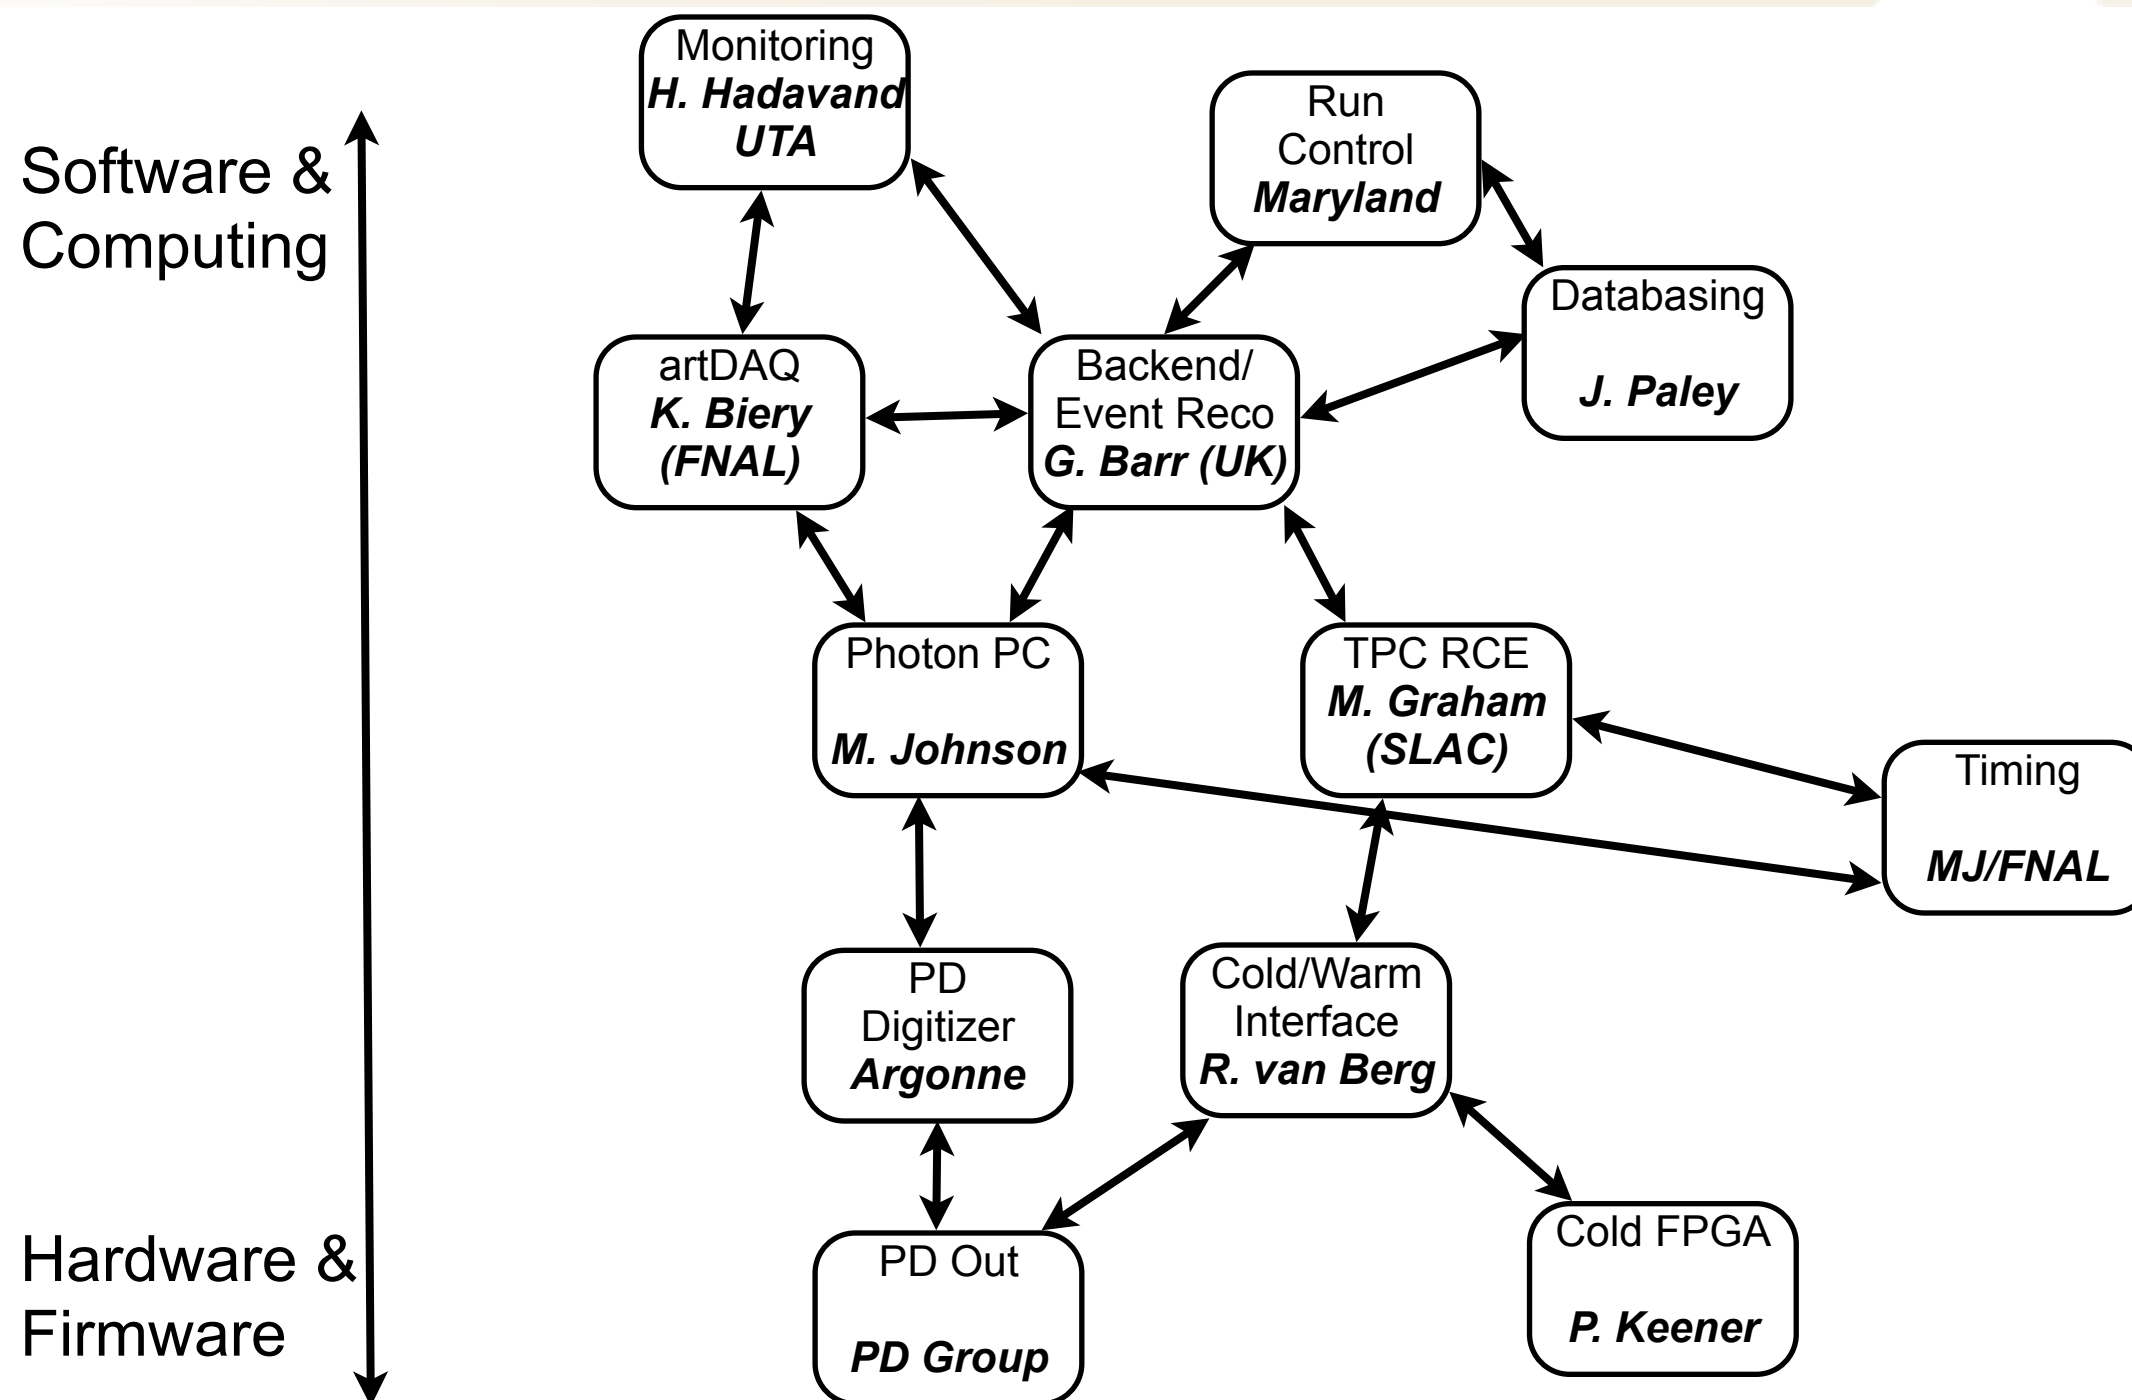 Monitoring
H. Hadavand
UTA
Run
Control
Maryland
Software &
Computing
Databasing
J. Paley
artDAQ
K. Biery
(FNAL)
Backend/
Event Reco
G. Barr (UK)
Photon PC
M. Johnson
TPC RCE
M. Graham
(SLAC)
Timing
MJ/FNAL
PD
Digitizer
Argonne
Cold/Warm
Interface
R. van Berg
Hardware &
Firmware
PD Out
PD Group
Cold FPGA
P. Keener